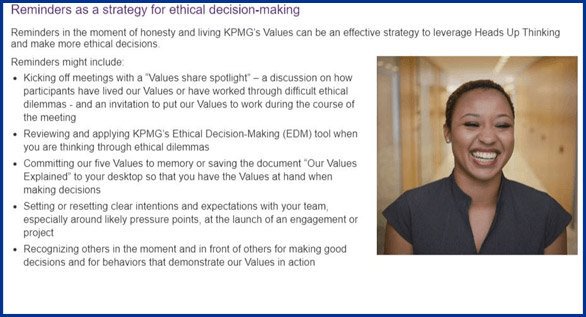 Reminders as a strategy for ethical decision-making
Reminders in the moment of honesty and living KPMG's Values can be an effective strategy to leverage Heads Up Thinking
and make more ethical decisions.
Reminders might include:
• Kicking off meetings with a "Values share spotlight" – a discussion on how
participants have lived our Values or have worked through difficult ethical
dilemmas - and an invitation to put our Values to work during the course of
the meeting
• Reviewing and applying KPMG's Ethical Decision-Making (EDM) tool when
you are thinking through ethical dilemmas
• Committing our five Values to memory or saving the document "Our Values
Explained" to your desktop so that you have the Values at hand when
making decisions
• Setting or resetting clear intentions and expectations with your team,
especially around likely pressure points, at the launch of an engagement or
project
• Recognizing others in the moment and in front of others for making good
decisions and for behaviors that demonstrate our Values in action